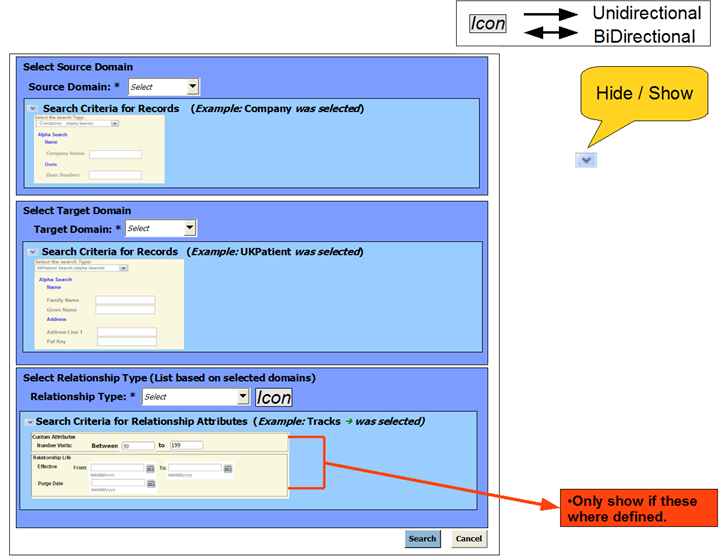 Icon
Unidirectional
BiDirectional
Hide / Show
Select Source Domain
Source Domain: * Select
Search Criteria for Records (Example: Company was selected)
Select the search Type:
Company (Alpha Search)
Alpha Search
Name
Company Name:
Duns
Duns Number:
Select Target Domain
Target Domain: * Select
Search Criteria for Records (Example: UKPatient was selected)
Select the search Type:
UKPatient Search (Alpha Search)
Alpha Search
Name
Family Name
Given Name
Address
Address Line 1
Paf Key
Select Relationship Type (List based on selected domains)
Relationship Type: * Select Icon
Search Criteria for Relationship Attributes (Example: Tracks ➔ was selected)
Custom Attributes
Number Visits: Between 50 to 199
Relationship Life
Effective From: To:
mm/dd/yyyy mm/dd/yyyy
Purge Date
mm/dd/yyyy
•Only show if these
where defined.
Search Cancel